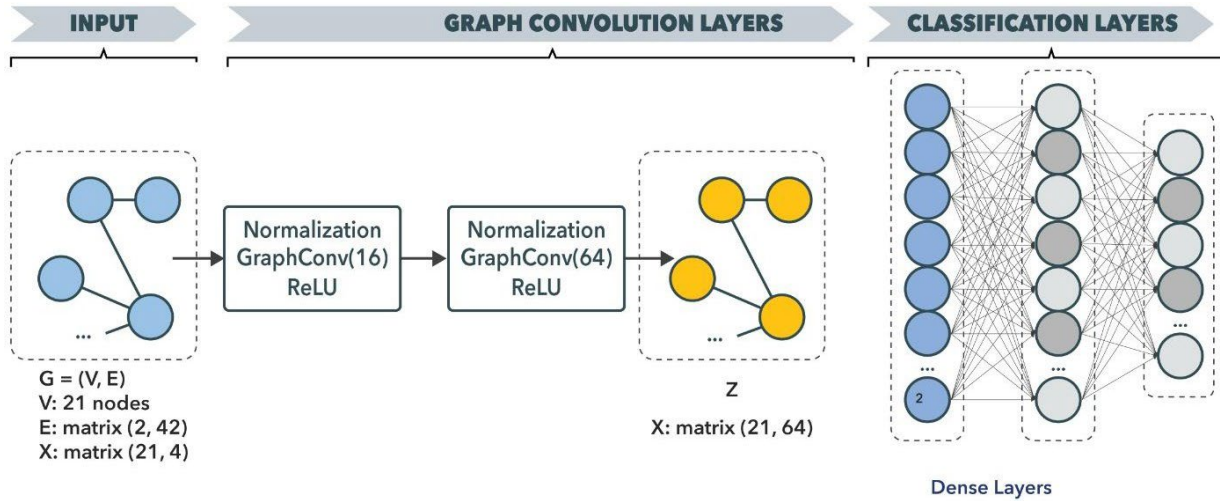 INPUT
GRAPH CONVOLUTION LAYERS
CLASSIFICATION LAYERS
Normalization
GraphConv(16)
ReLU
Normalization
GraphConv(64)
ReLU
...
...
...
...
...
2
G = (V, E)
V: 21 nodes
E: matrix (2, 42)
X: matrix (21, 4)
Z
X: matrix (21, 64)
Dense Layers